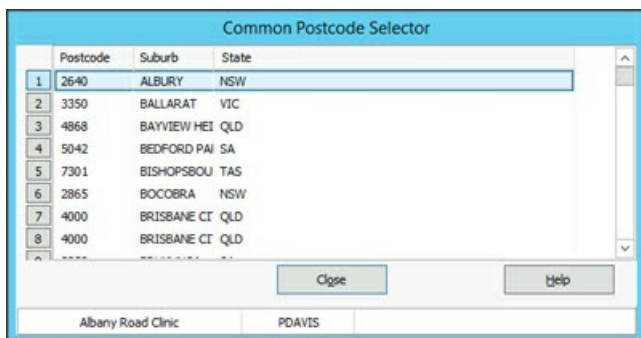 Common Postcode Selector
Postcode Suburb State
1 2640 ALBURY NSW
2 3350 BALLARAT VIC
3 4868 BAYVIEW HEI QLD
4 5042 BEDFORD PAI SA
5 7301 BISHOPSBOU TAS
6 2865 BOCOBRA NSW
7 4000 BRISBANE CI QLD
8 4000 BRISBANE CI QLD
Close Help
Albany Road Clinic PDAVIS